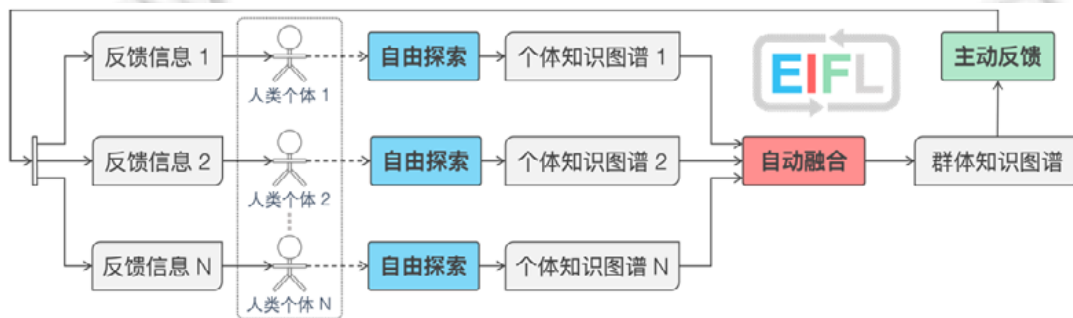 反馈信息 1
人类个体 1
自由探索
个体知识图谱 1
EIFL
主动反馈
反馈信息 2
人类个体 2
自由探索
个体知识图谱 2
自动融合
群体知识图谱
反馈信息 N
人类个体 N
自由探索
个体知识图谱 N